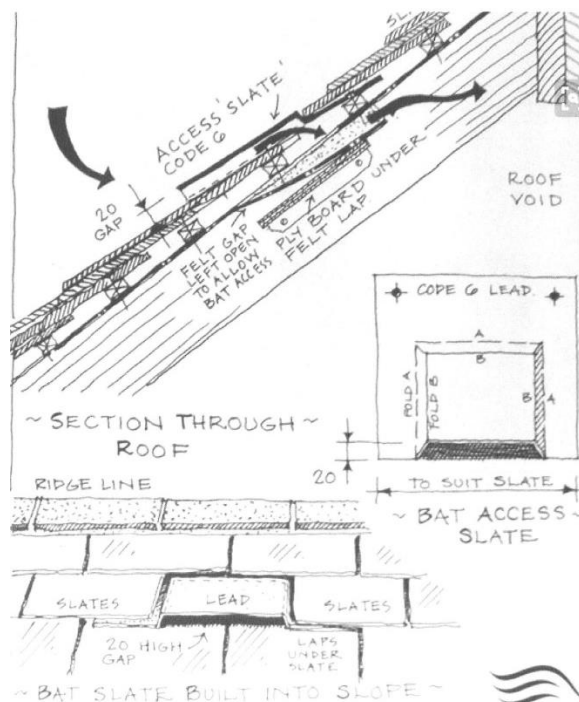 ACCESS 'SLATE'
CODE 6
20
GAP
FELT GAP
LEFT OPEN
TO ALLOW
BAT ACCESS
PLY BOARD UNDER
FELT LAP.
ROOF
VOID
~ SECTION THROUGH ~
ROOF
CODE 6 LEAD.
A
B
FOLD A
FOLD B
B
A
20
TO SUIT SLATE
~ BAT ACCESS
SLATE ~
RIDGE LINE
SLATES
LEAD
SLATES
20 HIGH
GAP
LAPS
UNDER
SLATE
~ BAT SLATE BUILT INTO SLOPE ~